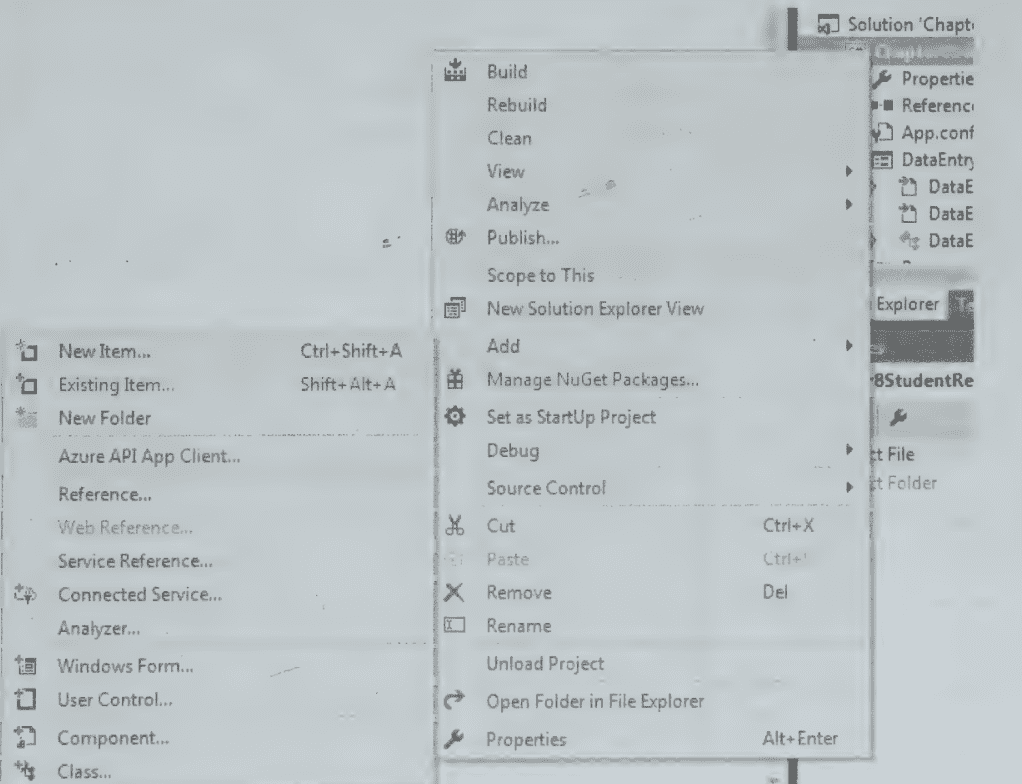 Solution 'Chapt
Propertie
Reference
App.conf
DataEntry
DataE
DataE
DataE
Explorer
r8StudentRe
ct File
ct Folder
Build
Rebuild
Clean
View
Analyze
Publish...
Scope to This
New Solution Explorer View
Add
Manage NuGet Packages...
Set as StartUp Project
Debug
Source Control
Cut Ctrl+X
Paste
Remove Del
Rename
Unload Project
Open Folder in File Explorer
Properties Alt+Enter
New Item... Ctrl+Shift+A
Existing Item... Shift+Alt+A
New Folder
Azure API App Client...
Reference...
Web Reference...
Service Reference...
Connected Service...
Analyzer...
Windows Form...
User Control...
Component...
Class...